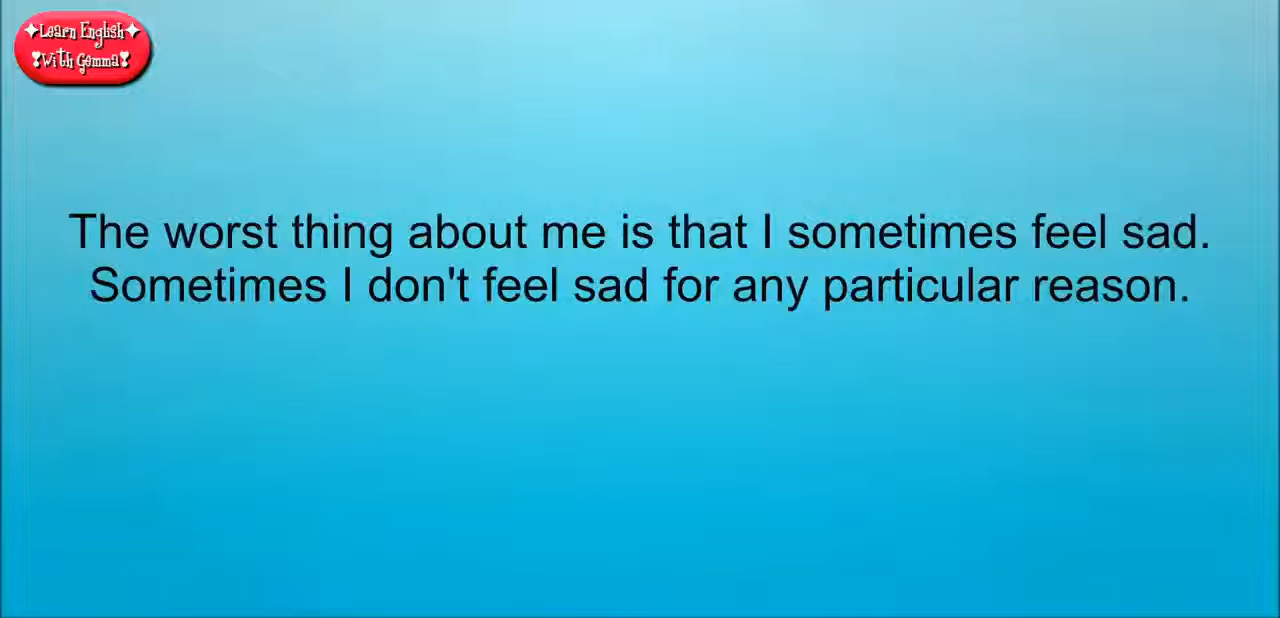 ✦Learn English✦
❣With Gemma❣
The worst thing about me is that I sometimes feel sad.
Sometimes I don't feel sad for any particular reason.